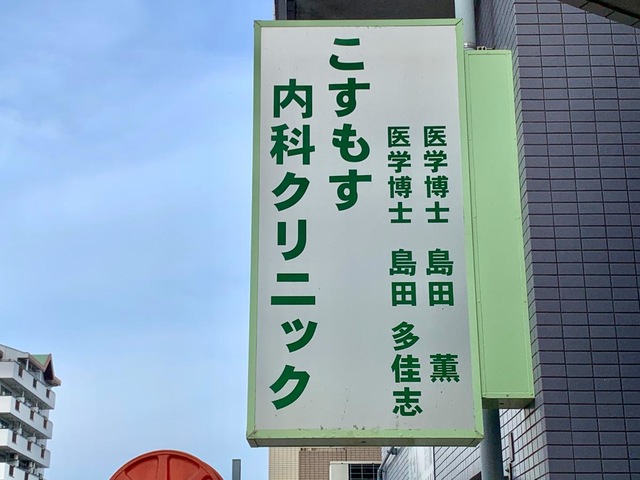 医学博士 島田 薫
医学博士 島田 多佳志
こすもす
内科クリニック